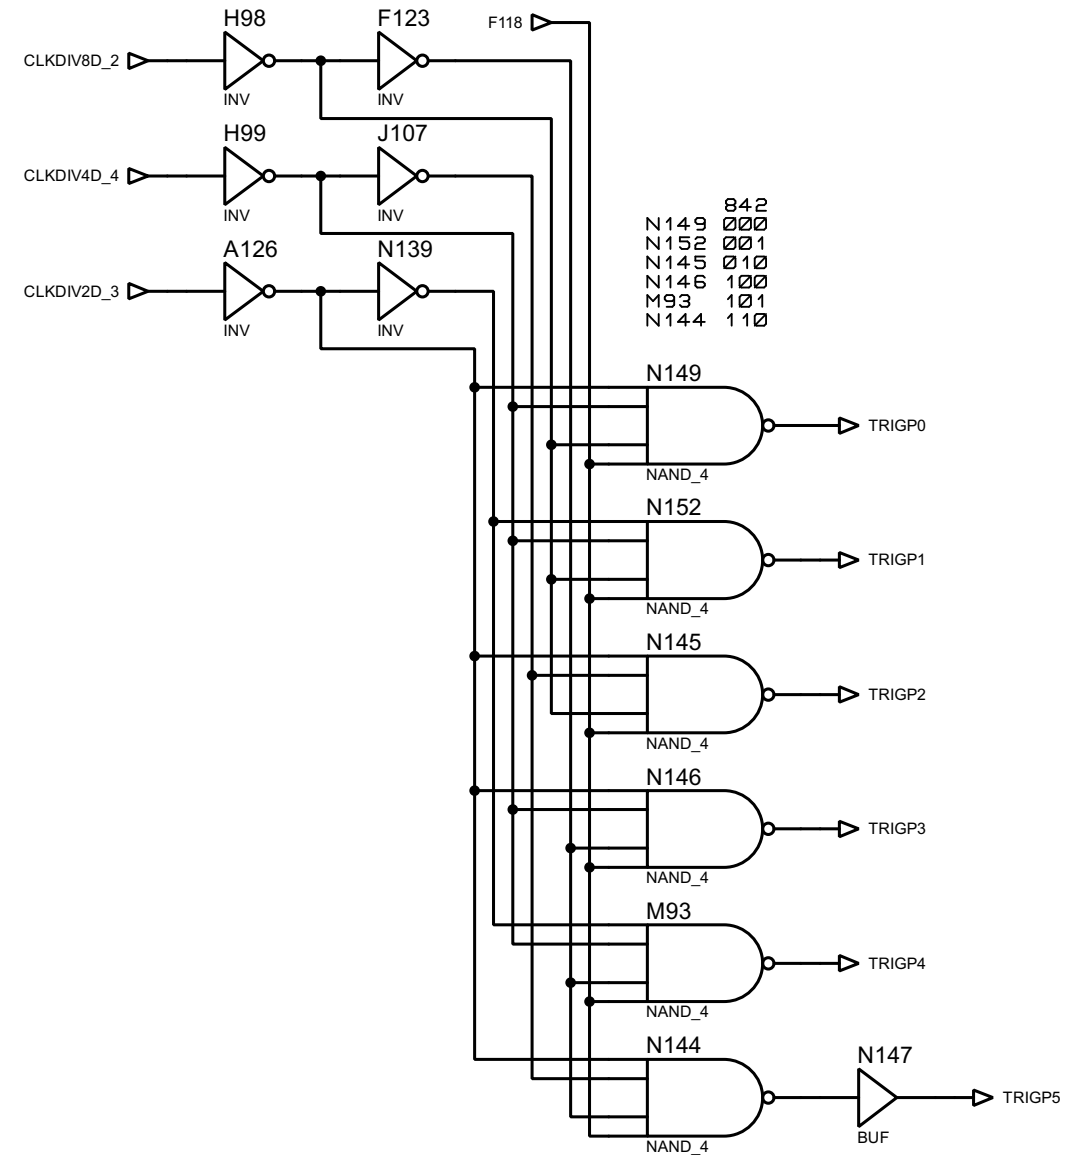 H98
F123
F118
CLKDIV8D_2
INV
INV
H99
J107
CLKDIV4D_4
INV
INV
A126
N139
CLKDIV2D_3
INV
INV
842
N149 000
N152 001
N145 010
N146 100
M93 101
N144 110
N149
TRIGP0
NAND_4
N152
TRIGP1
NAND_4
N145
TRIGP2
NAND_4
N146
TRIGP3
NAND_4
M93
TRIGP4
NAND_4
N144
N147
TRIGP5
NAND_4
BUF